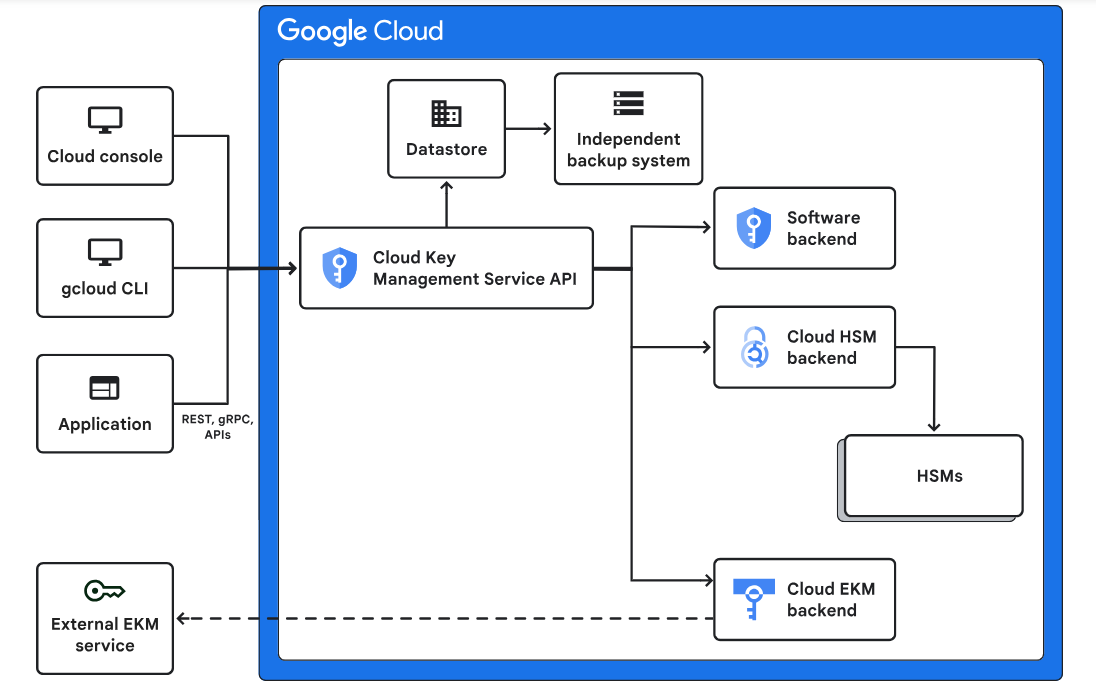 Google Cloud
Cloud console
gcloud CLI
Application
REST, gRPC,
APIs
External EKM
service
Datastore
Independent
backup system
Cloud Key
Management Service API
Software
backend
Cloud HSM
backend
HSMs
Cloud EKM
backend